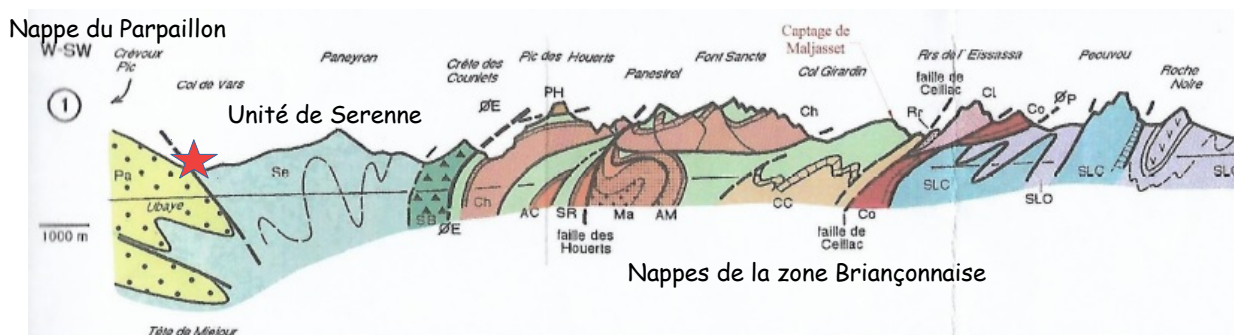 Nappe du Parpaillon
W-SW
Crévoux
Pic
Col de Vars
Paneyron
Crête des
Counlets
Pic des Houerts
Panestrel
Font Sancte
Captage de
Maljasset
Col Girardin
Rrs de l'Eissassa
faille de
Ceillac
Peouvou
Roche
Noire
1
Unité de Serenne
ØE
PH
Ch
Rr
Cl
Co
ØP
Pa
Se
Ubaye
SB
ØE
Ch
AC
SR
Ma
AM
CC
Co
SLC
SLO
SLC
SLC
1000 m
faille des
Houerts
faille de
Ceillac
Nappes de la zone Briançonnaise
Tête de Miejour